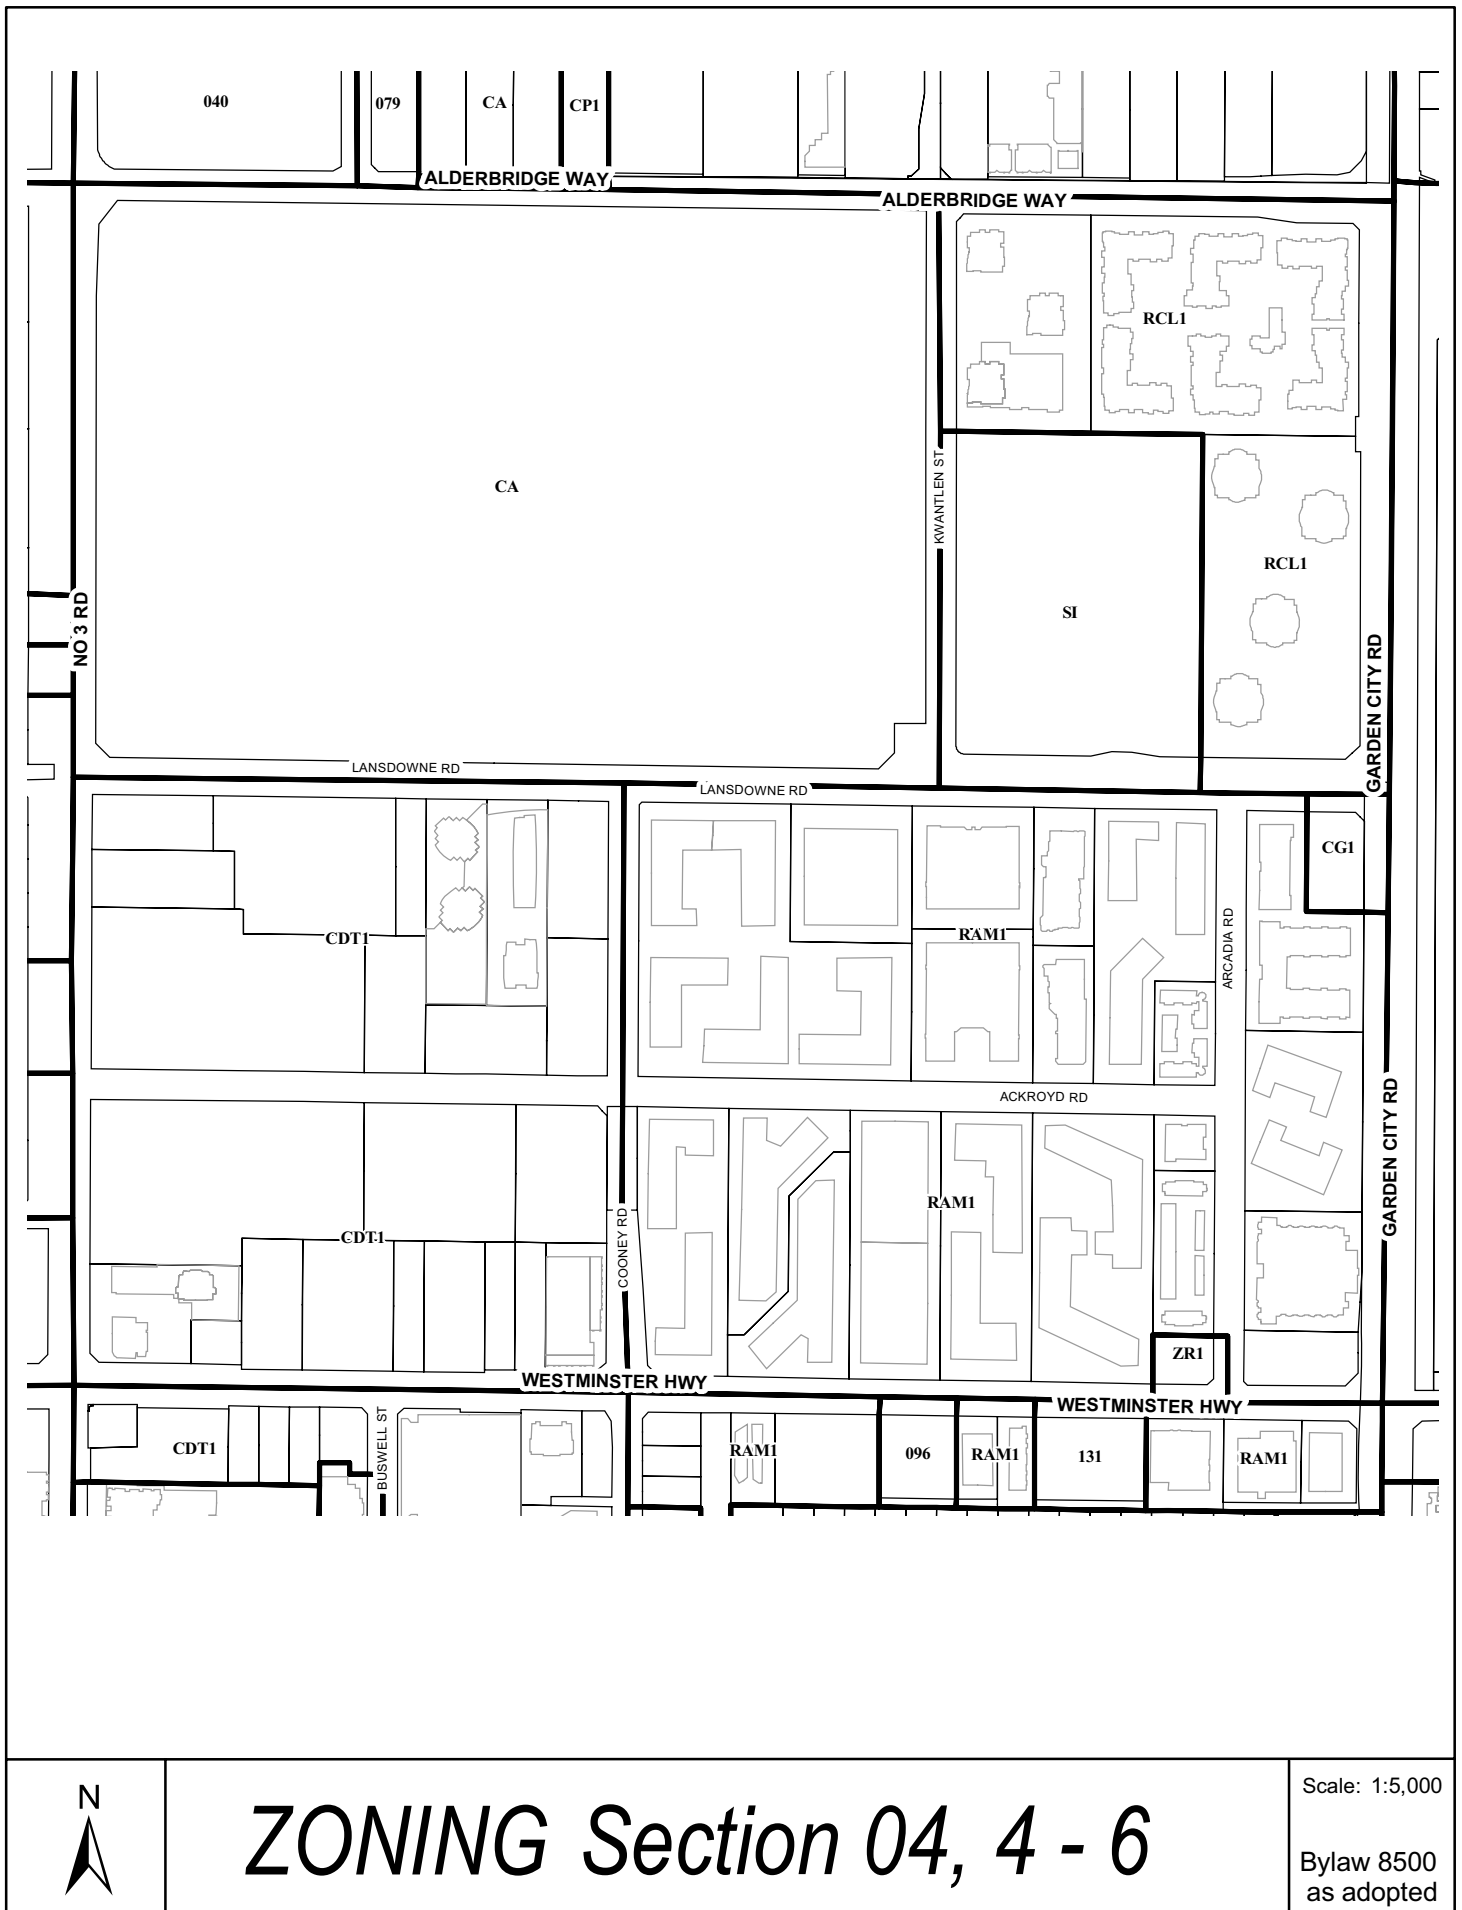 040
079
CA
CP1
ALDERBRIDGE WAY
ALDERBRIDGE WAY
RCL1
CA
KWANTLEN ST
RCL1
SI
NO 3 RD
GARDEN CITY RD
LANSDOWNE RD
LANSDOWNE RD
CG1
CDT1
RAM1
ARCADIA RD
ACKROYD RD
GARDEN CITY RD
RAM1
CDT1
COONEY RD
ZR1
WESTMINSTER HWY
WESTMINSTER HWY
CDT1
BUSWELL ST
RAM1
096
RAM1
131
RAM1
N
ZONING Section 04, 4 - 6
Scale: 1:5,000
Bylaw 8500
as adopted